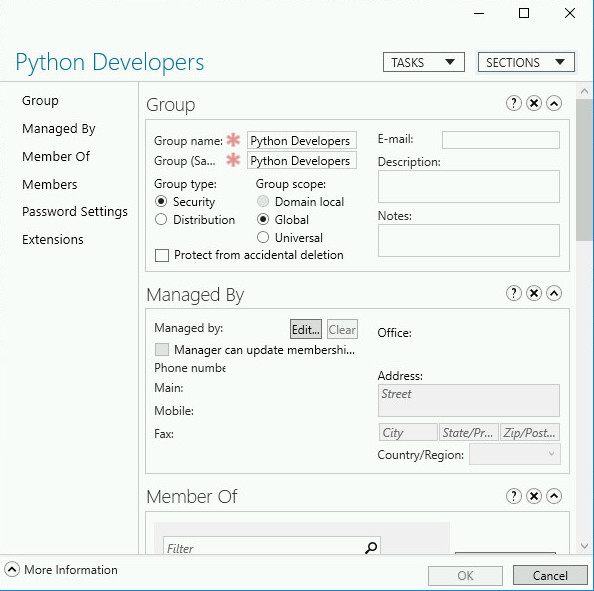 Python Developers
TASKS
SECTIONS
Group
Managed By
Member Of
Members
Password Settings
Extensions
Group
Group name: Python Developers
Group (Sa... Python Developers
Group type:
Security
Distribution
Group scope:
Domain local
Global
Universal
Protect from accidental deletion
E-mail:
Description:
Notes:
Managed By
Managed by: Edit... Clear
Manager can update membershi...
Phone numbe
Main:
Mobile:
Fax:
Office:
Address:
Street
City State/Pr... Zip/Post...
Country/Region:
Member Of
Filter
More Information
OK Cancel